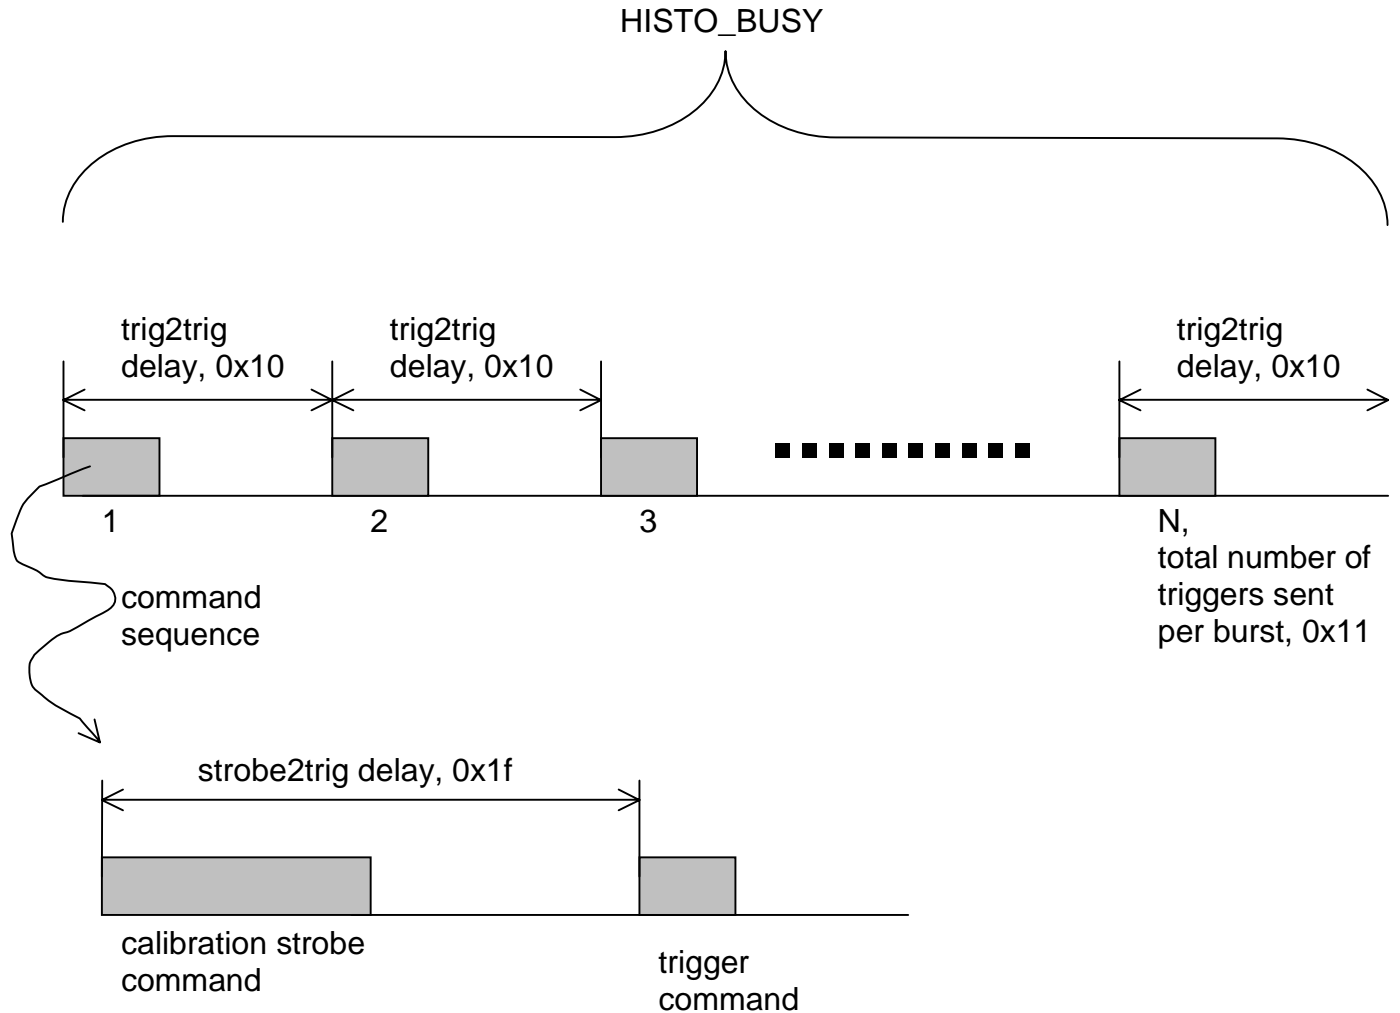 HISTO_BUSY
trig2trig
delay, 0x10
trig2trig
delay, 0x10
trig2trig
delay, 0x10
1
2
3
N,
total number of
triggers sent
per burst, 0x11
command
sequence
strobe2trig delay, 0x1f
calibration strobe
command
trigger
command